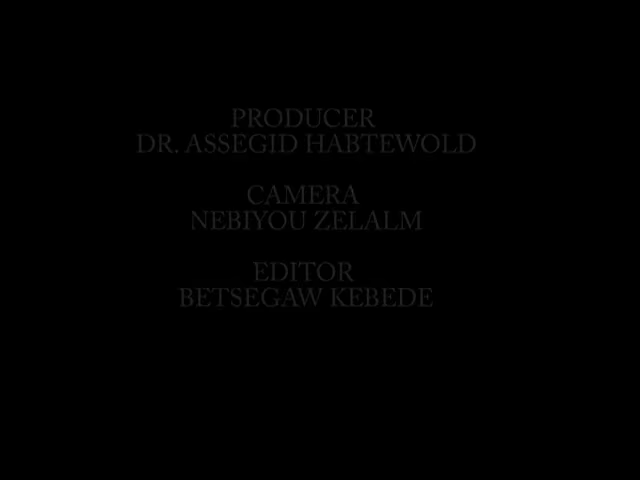 PRODUCER
DR. ASSEGID HABTEWOLD
CAMERA
NEBIYOU ZELALM
EDITOR
BETSEGAW KEBEDE